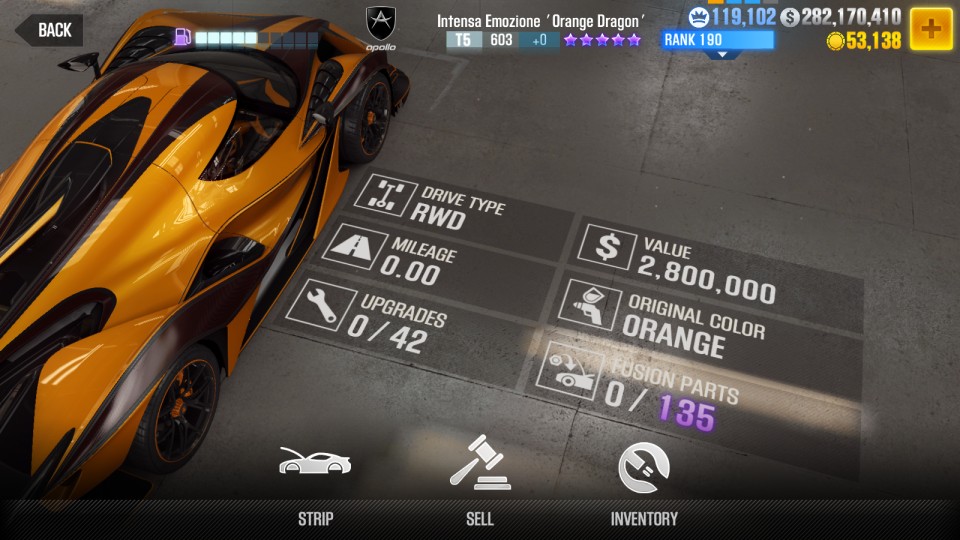 BACK
apollo
Intensa Emozione 'Orange Dragon'
T5 603 +0
119,102
282,170,410
RANK 190
53,138
DRIVE TYPE
RWD
MILEAGE
0.00
UPGRADES
0 / 42
VALUE
2,800,000
ORIGINAL COLOR
ORANGE
FUSION PARTS
0 / 135
STRIP
SELL
INVENTORY